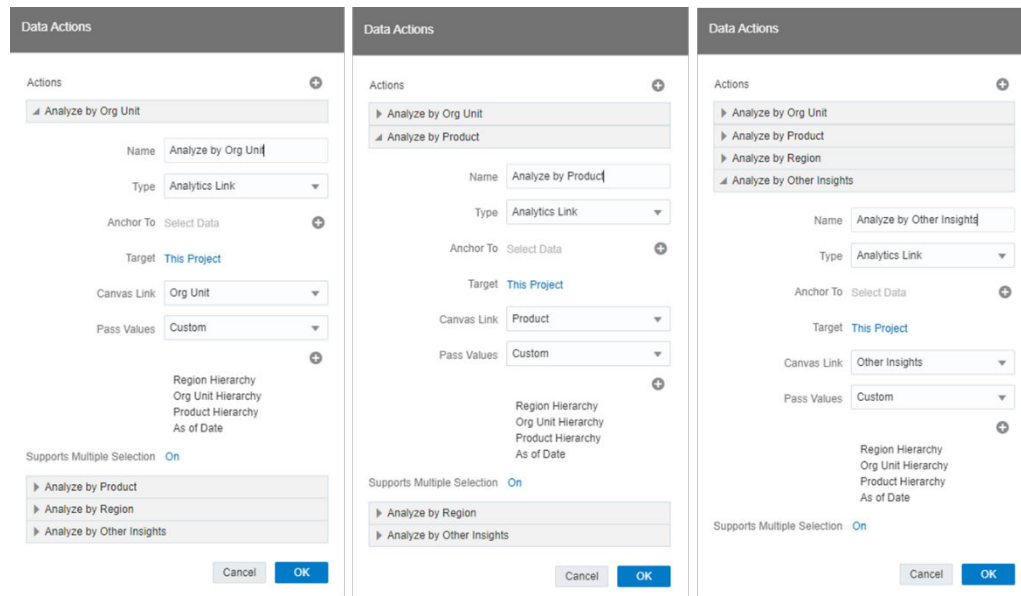 Data Actions
Actions
Analyze by Org Unit
Name Analyze by Org Unit
Type Analytics Link
Anchor To Select Data
Target This Project
Canvas Link Org Unit
Pass Values Custom
Region Hierarchy
Org Unit Hierarchy
Product Hierarchy
As of Date
Supports Multiple Selection On
Analyze by Product
Analyze by Region
Analyze by Other Insights
Cancel OK
Data Actions
Actions
Analyze by Org Unit
Analyze by Product
Name Analyze by Product
Type Analytics Link
Anchor To Select Data
Target This Project
Canvas Link Product
Pass Values Custom
Region Hierarchy
Org Unit Hierarchy
Product Hierarchy
As of Date
Supports Multiple Selection On
Analyze by Region
Analyze by Other Insights
Cancel OK
Data Actions
Actions
Analyze by Org Unit
Analyze by Product
Analyze by Region
Analyze by Other Insights
Name Analyze by Other Insights
Type Analytics Link
Anchor To Select Data
Target This Project
Canvas Link Other Insights
Pass Values Custom
Region Hierarchy
Org Unit Hierarchy
Product Hierarchy
As of Date
Supports Multiple Selection On
Cancel OK